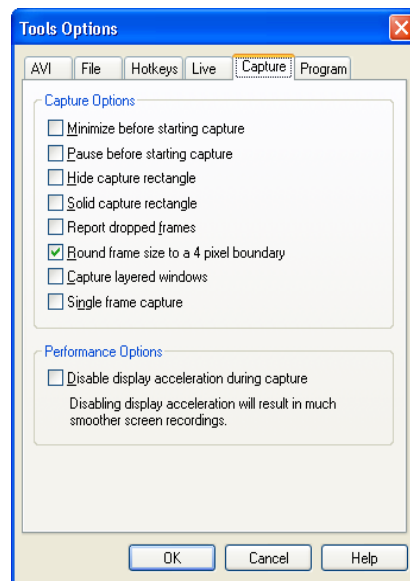 Tools Options
AVI File Hotkeys Live Capture Program
Capture Options
Minimize before starting capture
Pause before starting capture
Hide capture rectangle
Solid capture rectangle
Report dropped frames
Round frame size to a 4 pixel boundary
Capture layered windows
Single frame capture
Performance Options
Disable display acceleration during capture
Disabling display acceleration will result in much
smoother screen recordings.
OK Cancel Help